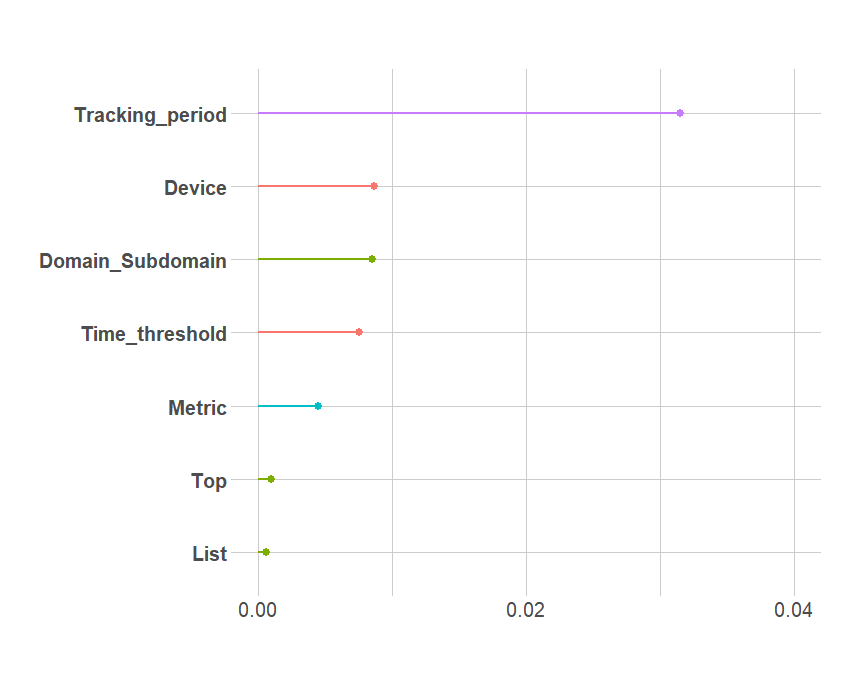 Tracking_period
Device
Domain_Subdomain
Time_threshold
Metric
Top
List
0.00 0.02 0.04